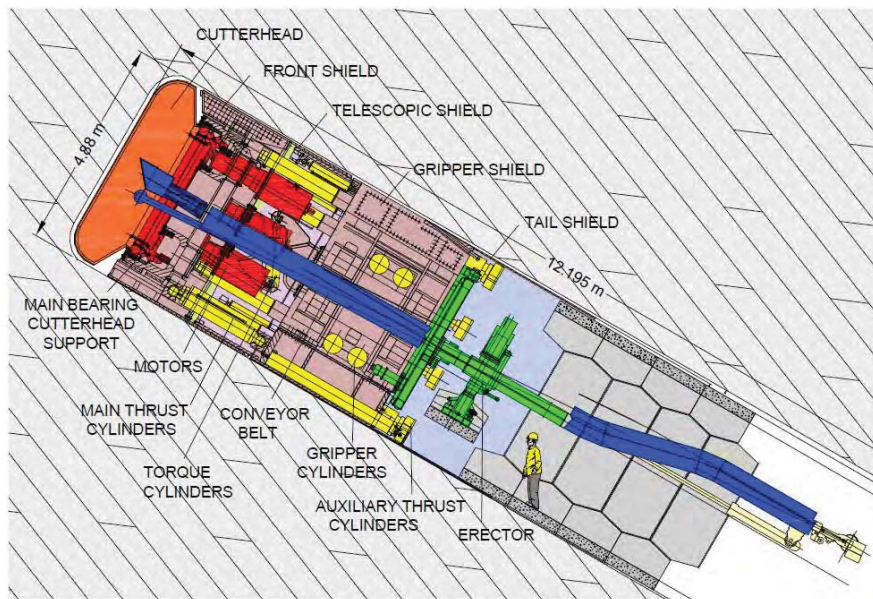 CUTTERHEAD
FRONT SHIELD
TELESCOPIC SHIELD
4.88 m
GRIPPER SHIELD
TAIL SHIELD
12.195 m
MAIN BEARING
CUTTERHEAD
SUPPORT
MOTORS
MAIN THRUST
CYLINDERS
CONVEYOR
BELT
GRIPPER
CYLINDERS
TORQUE
CYLINDERS
AUXILIARY THRUST
CYLINDERS
ERECTOR